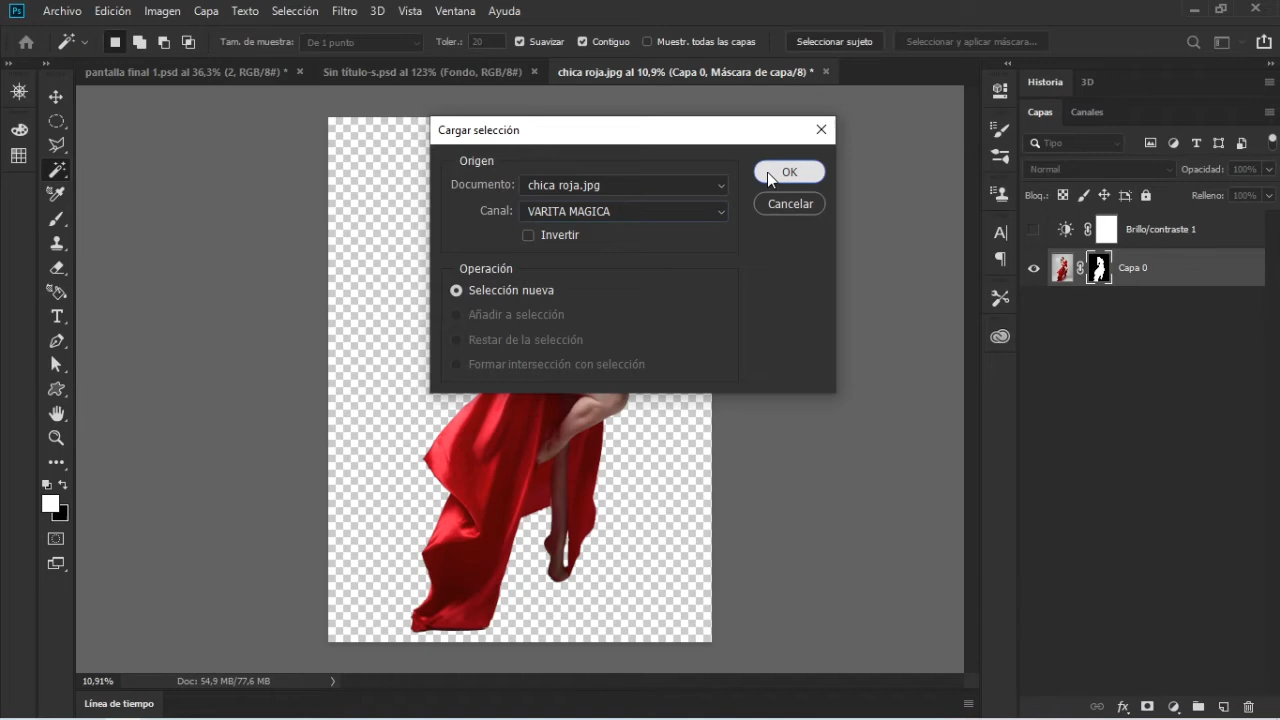 Ps Archivo Edición Imagen Capa Texto Selección Filtro 3D Vista Ventana Ayuda
Tam. de muestra: De 1 punto Toler.: 20 Suavizar Contiguo Muestr. todas las capas Seleccionar sujeto Seleccionar y aplicar máscara...
pantalla final 1.psd al 36,3% (2, RGB/8#) * Sin título-s.psd al 123% (Fondo, RGB/8#) chica roja.jpg al 10,9% (Capa 0, Máscara de capa/8) *
Historia 3D
Capas Canales
Tipo
Normal Opacidad: 100%
Bloq.: Relleno: 100%
Brillo/contraste 1
Capa 0
Cargar selección
Origen
Documento: chica roja.jpg
Canal: VARITA MAGICA
Invertir
OK
Cancelar
Operación
Selección nueva
Añadir a selección
Restar de la selección
Formar intersección con selección
10,91% Doc: 54,9 MB/77,6 MB
Línea de tiempo